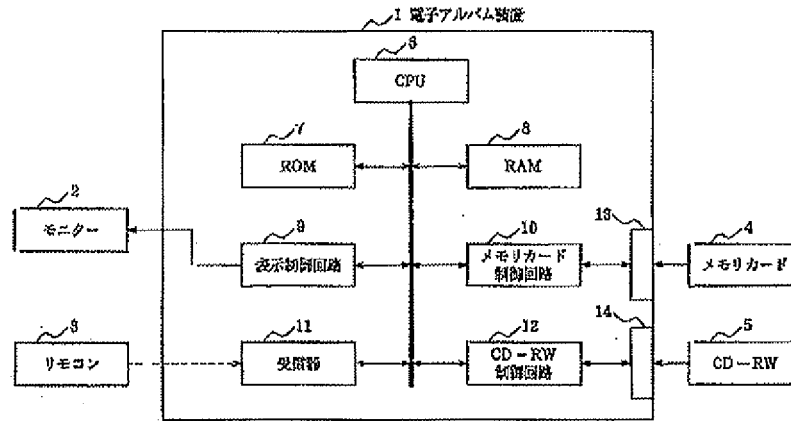 1 電子アルバム装置
6
CPU
7
ROM
8
RAM
2
モニター
9
表示制御回路
10
メモリカード
制御回路
13
4
メモリカード
3
リモコン
11
受信器
12
CD-RW
制御回路
14
5
CD-RW